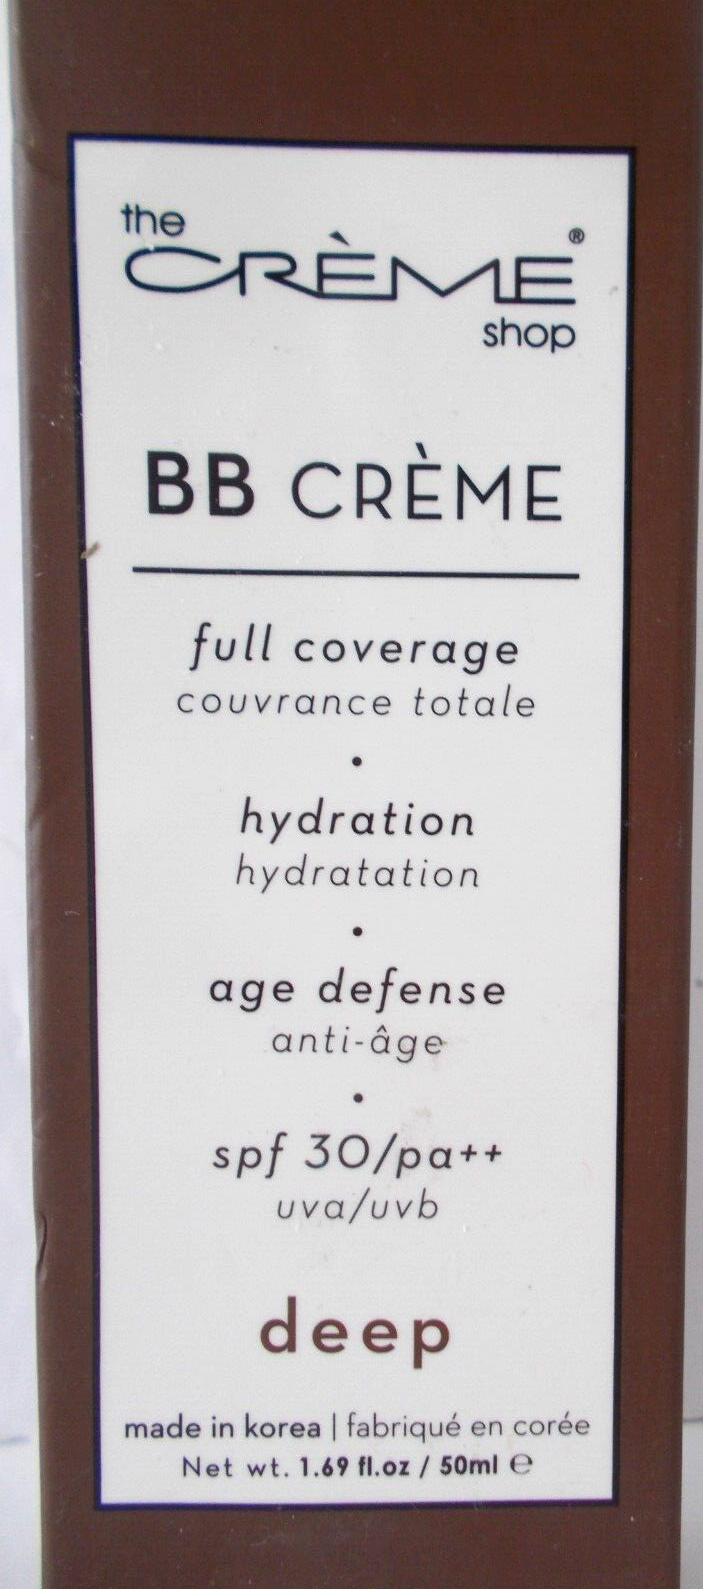 the
CRÈME®
shop
BB CRÈME
full coverage
couvrance totale
•
hydration
hydratation
•
age defense
anti-âge
•
spf 30/pa++
uva/uvb
deep
made in korea | fabriqué en corée
Net wt. 1.69 fl.oz / 50ml ℮